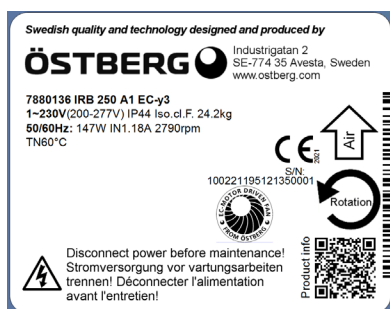 Swedish quality and technology designed and produced by
ÖSTBERG
Industrigatan 2
SE-774 35 Avesta, Sweden
www.ostberg.com
7880136 IRB 250 A1 EC-y3
1~230V(200-277V) IP44 Iso.cl.F. 24.2kg
50/60Hz: 147W IN1.18A 2790rpm
TN60°C
CE
2021
Air
S/N:
100221195121350001
Rotation
EC-MOTOR DRIVEN FAN
FROM ÖSTBERG
Product info
Disconnect power before maintenance!
Stromversorgung vor vartungsarbeiten
trennen! Déconnecter l'alimentation
avant l'entretien!